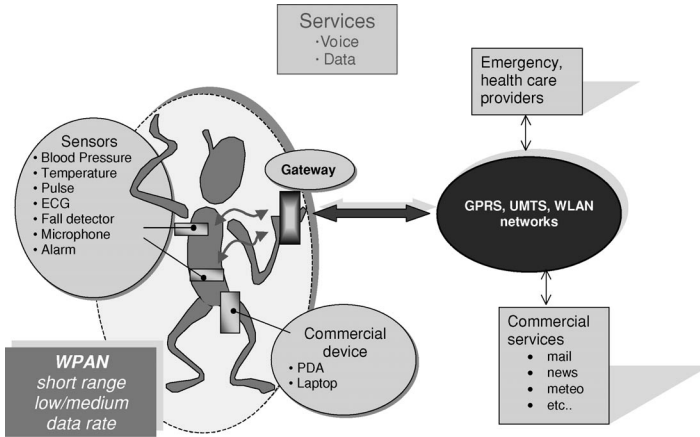 Services
·Voice
· Data
Emergency,
health care
providers
Sensors
• Blood Pressure
• Temperature
• Pulse
• ECG
• Fall detector
• Microphone
• Alarm
Gateway
GPRS, UMTS, WLAN
networks
Commercial
device
• PDA
• Laptop
Commercial
services
• mail
• news
• meteo
• etc..
WPAN
short range
low/medium
data rate